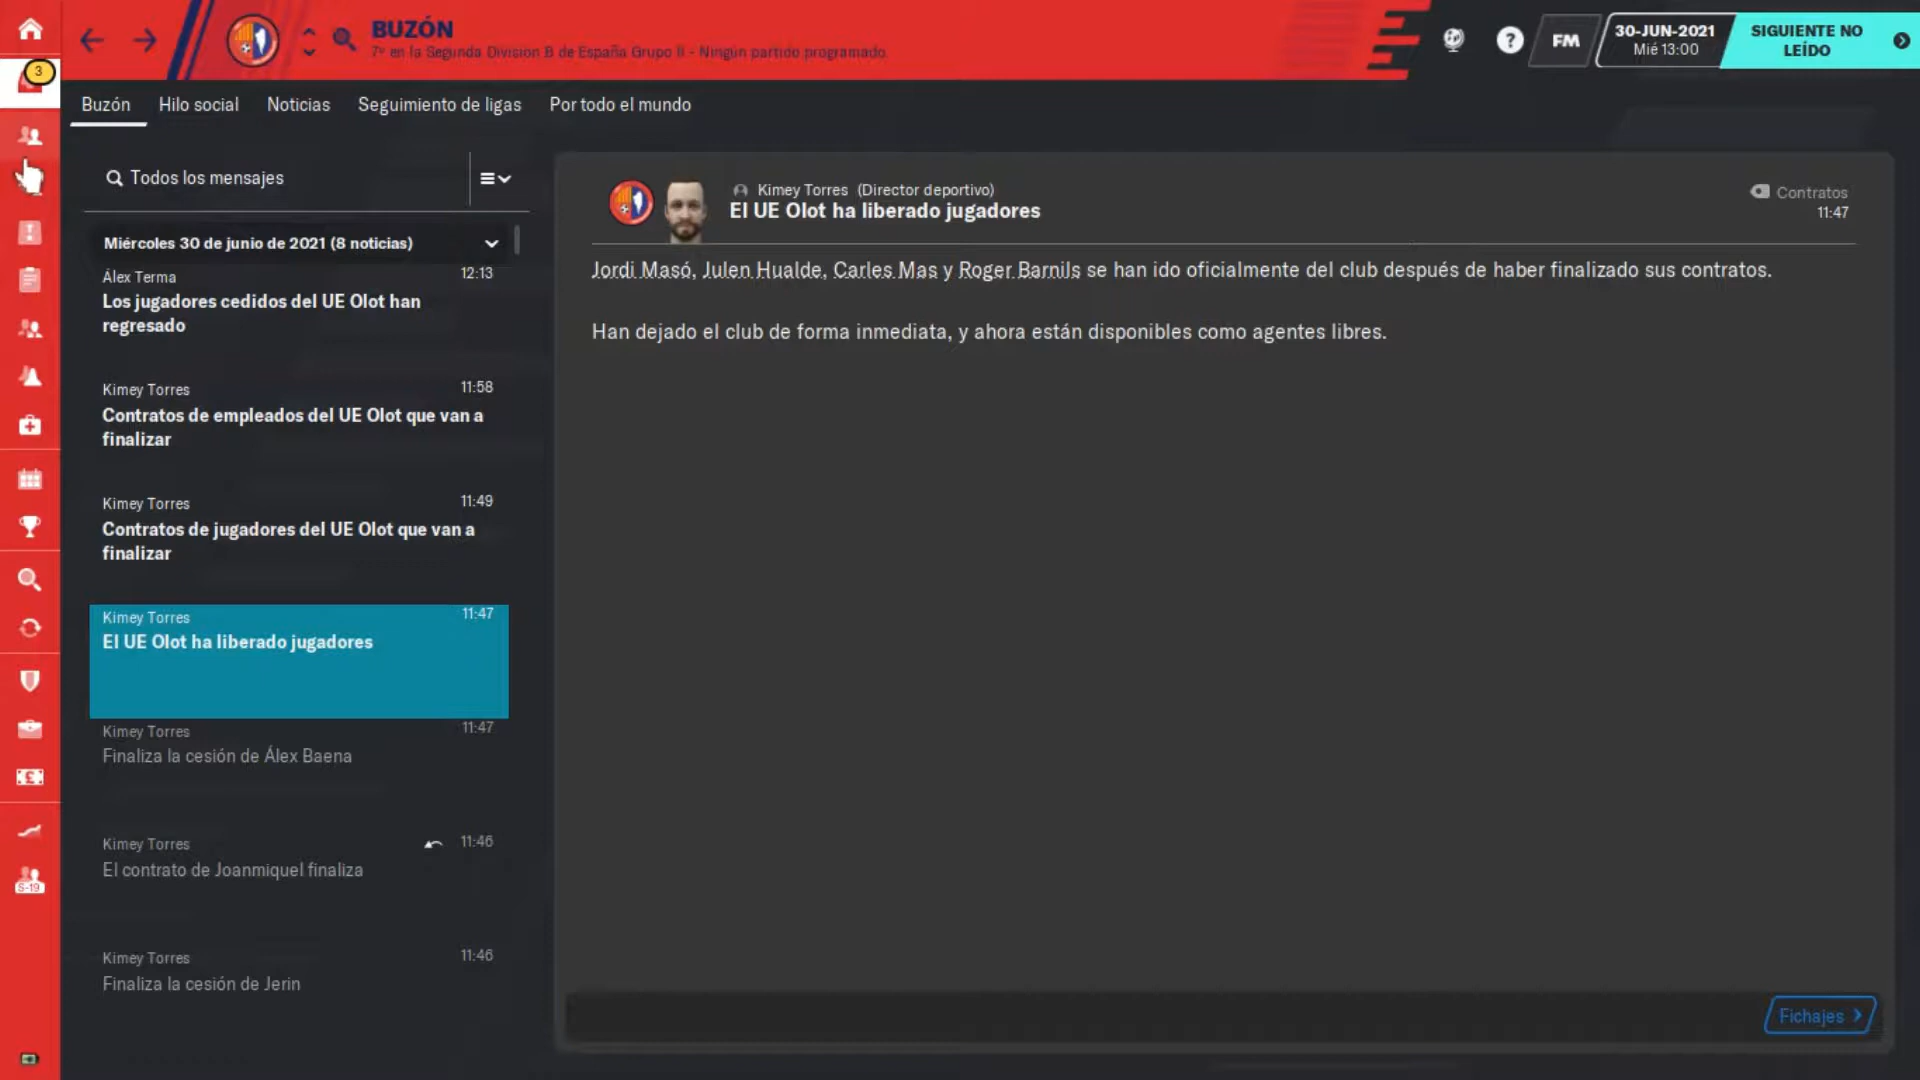 BUZÓN
7º en la Segunda División B de España Grupo II - Ningún partido programado
FM
30-JUN-2021
Mié 13:00
SIGUIENTE NO
LEÍDO
3
Buzón
Hilo social
Noticias
Seguimiento de ligas
Por todo el mundo
Todos los mensajes
Miércoles 30 de junio de 2021 (8 noticias)
Álex Terma
12:13
Los jugadores cedidos del UE Olot han
regresado
Kimey Torres
11:58
Contratos de empleados del UE Olot que van a
finalizar
Kimey Torres
11:49
Contratos de jugadores del UE Olot que van a
finalizar
Kimey Torres
11:47
El UE Olot ha liberado jugadores
Kimey Torres
11:47
Finaliza la cesión de Álex Baena
Kimey Torres
11:46
El contrato de Joanmiquel finaliza
Kimey Torres
11:46
Finaliza la cesión de Jerin
Kimey Torres (Director deportivo)
El UE Olot ha liberado jugadores
Contratos
11:47
Jordi Masó, Julen Hualde, Carles Mas y Roger Barnils se han ido oficialmente del club después de haber finalizado sus contratos.
Han dejado el club de forma inmediata, y ahora están disponibles como agentes libres.
Fichajes
S-19